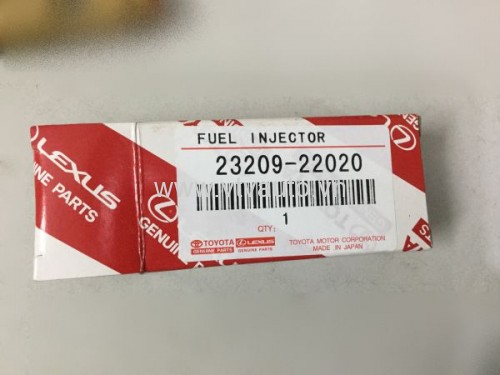 FUEL INJECTOR
23209-22020
1
QTY:
TOYOTA LEXUS TOYOTA MOTOR CORPORATION
GENUINE PARTS GENUINE PARTS MADE IN JAPAN
LEXUS
GENUINE PARTS
GENUIN